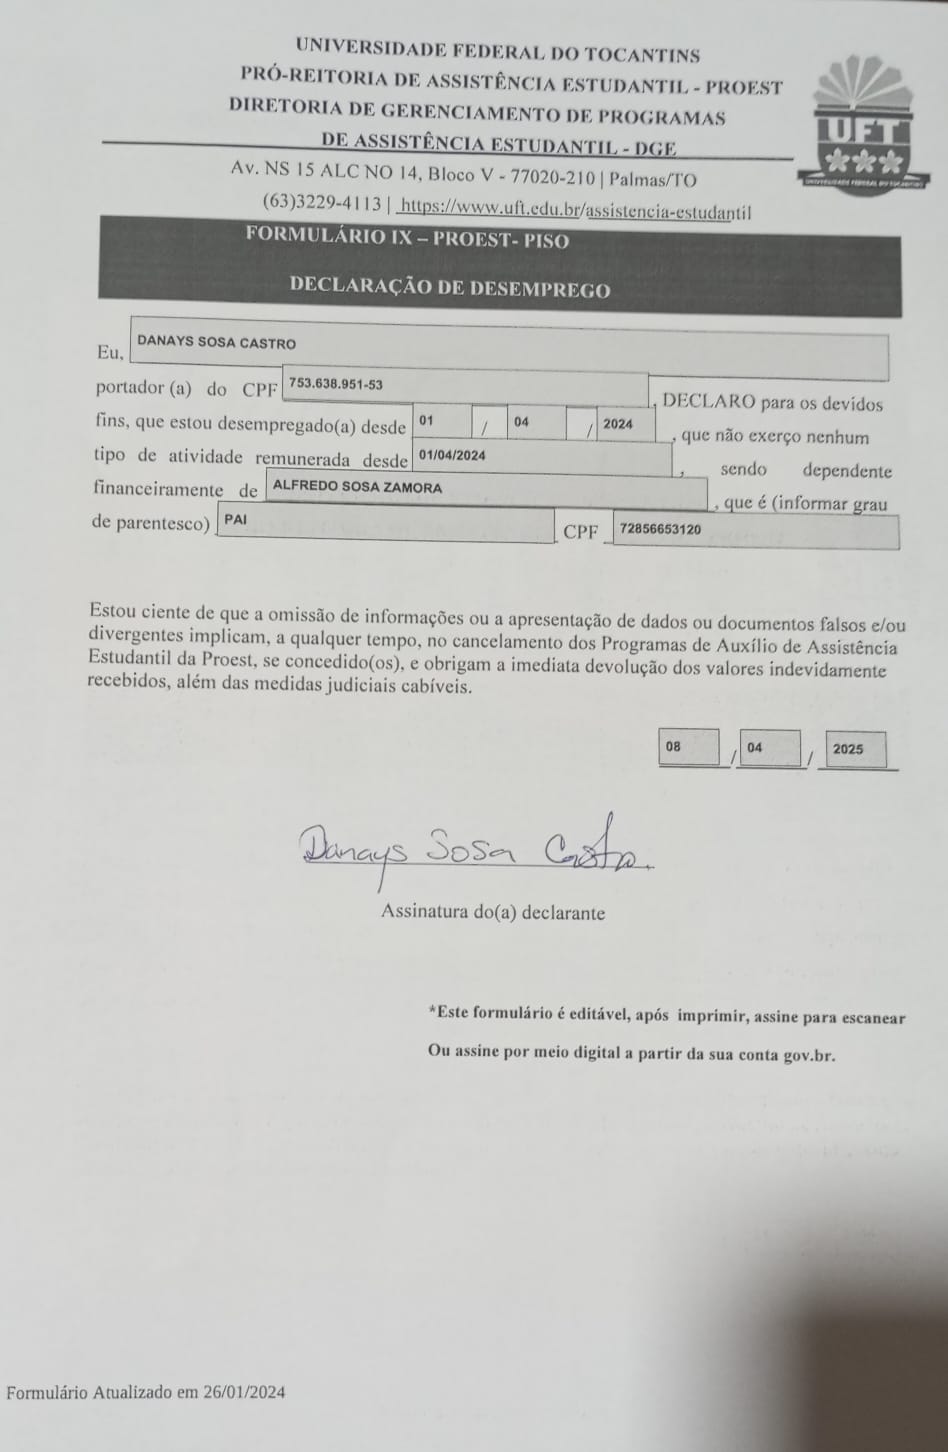 UNIVERSIDADE FEDERAL DO TOCANTINS
PRÓ-REITORIA DE ASSISTÊNCIA ESTUDANTIL - PROEST
DIRETORIA DE GERENCIAMENTO DE PROGRAMAS
DE ASSISTÊNCIA ESTUDANTIL - DGE
UFT
UNIVERSIDADE FEDERAL DO TOCANTINS
Av. NS 15 ALC NO 14, Bloco V - 77020-210 | Palmas/TO
(63)3229-4113 | https://www.uft.edu.br/assistencia-estudantil
FORMULÁRIO IX – PROEST- PISO
DECLARAÇÃO DE DESEMPREGO
Eu, DANAYS SOSA CASTRO
portador (a) do CPF 753.638.951-53 , DECLARO para os devidos
fins, que estou desempregado(a) desde 01 / 04 / 2024 , que não exerço nenhum
tipo de atividade remunerada desde 01/04/2024 , sendo dependente
financeiramente de ALFREDO SOSA ZAMORA , que é (informar grau
de parentesco) PAI . CPF 72856653120
Estou ciente de que a omissão de informações ou a apresentação de dados ou documentos falsos e/ou
divergentes implicam, a qualquer tempo, no cancelamento dos Programas de Auxílio de Assistência
Estudantil da Proest, se concedido(os), e obrigam a imediata devolução dos valores indevidamente
recebidos, além das medidas judiciais cabíveis.
08 / 04 / 2025
Danays Sosa Castro
Assinatura do(a) declarante
*Este formulário é editável, após imprimir, assine para escanear
Ou assine por meio digital a partir da sua conta gov.br.
Formulário Atualizado em 26/01/2024